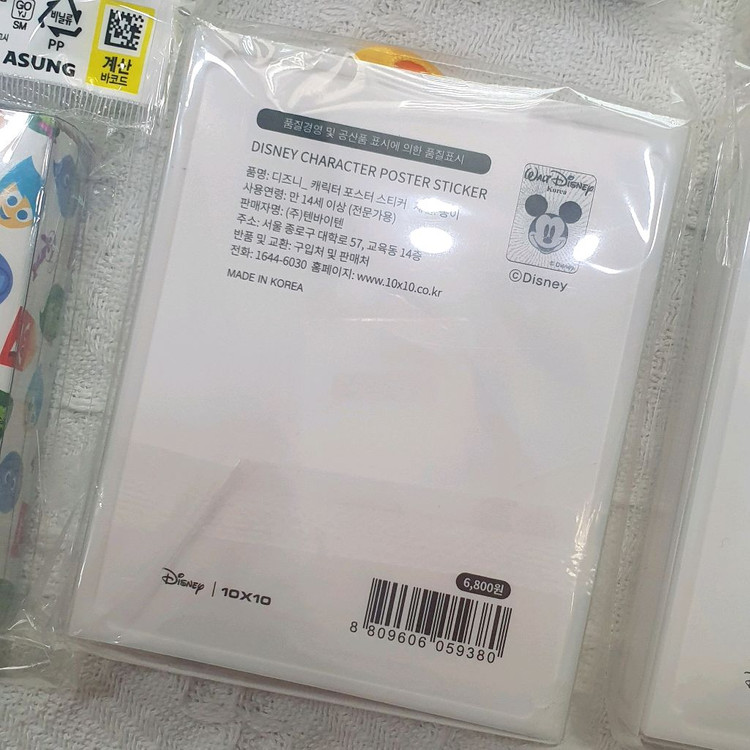 GOYJ
SM
비닐류
PP
ASUNG
계산
바코드
품질경영 및 공산품 표시에 의한 품질표시
DISNEY CHARACTER POSTER STICKER
품명: 디즈니_ 캐릭터 포스터 스티커
사용연령: 만 14세 이상 (전문가용)
판매자명: (주)텐바이텐
주소: 서울 종로구 대학로 57, 교육동 14층
반품 및 교환: 구입처 및 판매처
전화: 1644-6030 홈페이지: www.10x10.co.kr
MADE IN KOREA
WALT DISNEY
Korea
©Disney
©Disney
6,800원
DISNEY | 10X10
8 809606 059380